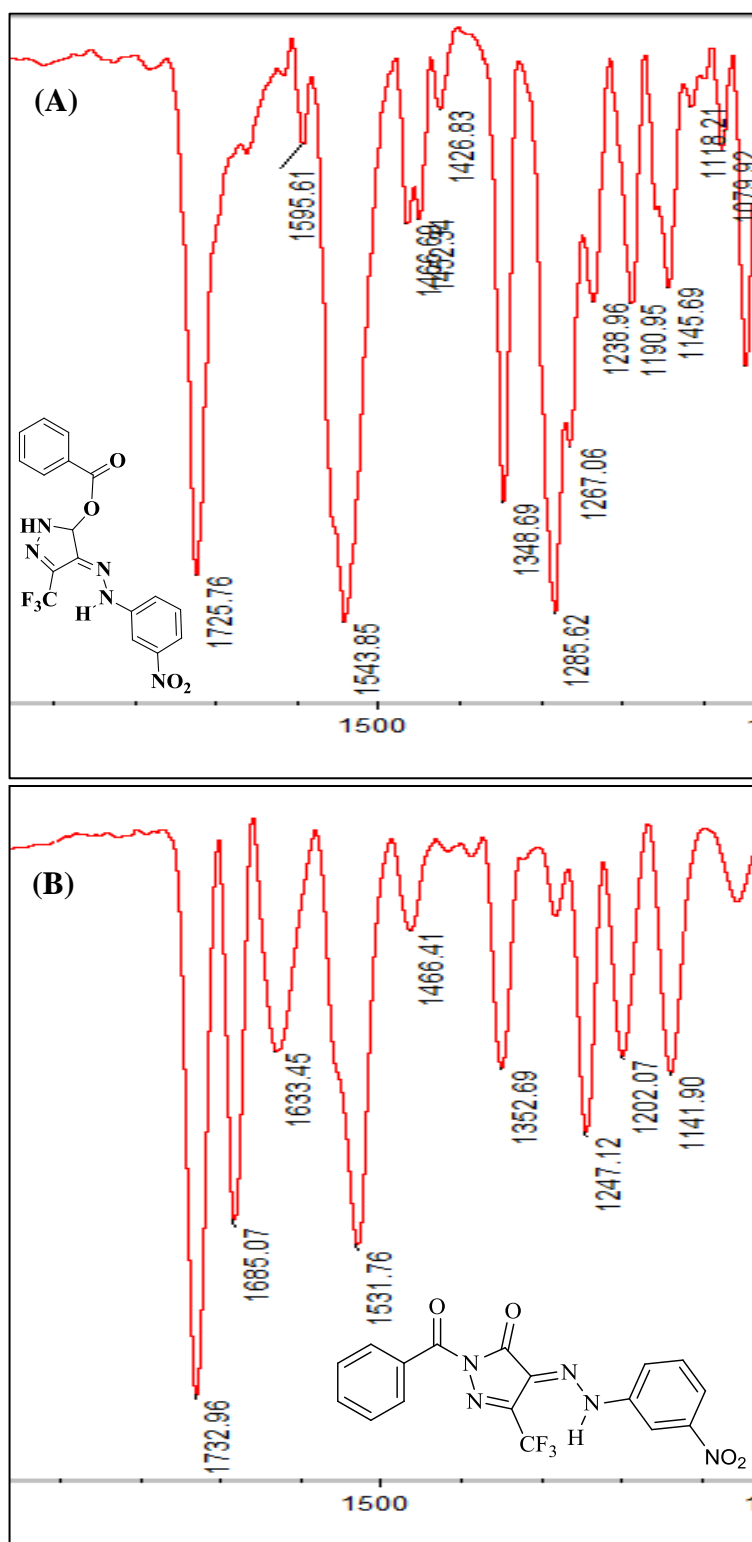 (A)
1595.61
1426.83
1118.21
1079.92
1238.96
1190.95
1145.69
1267.06
1348.69
1725.76
1543.85
1285.62
O
O
HN
N
N
F₃C
N
H
NO₂
1500
(B)
1466.41
1633.45
1352.69
1202.07
1141.90
1247.12
1685.07
1531.76
1732.96
O
O
N
N
N
N
CF₃
H
NO₂
1500